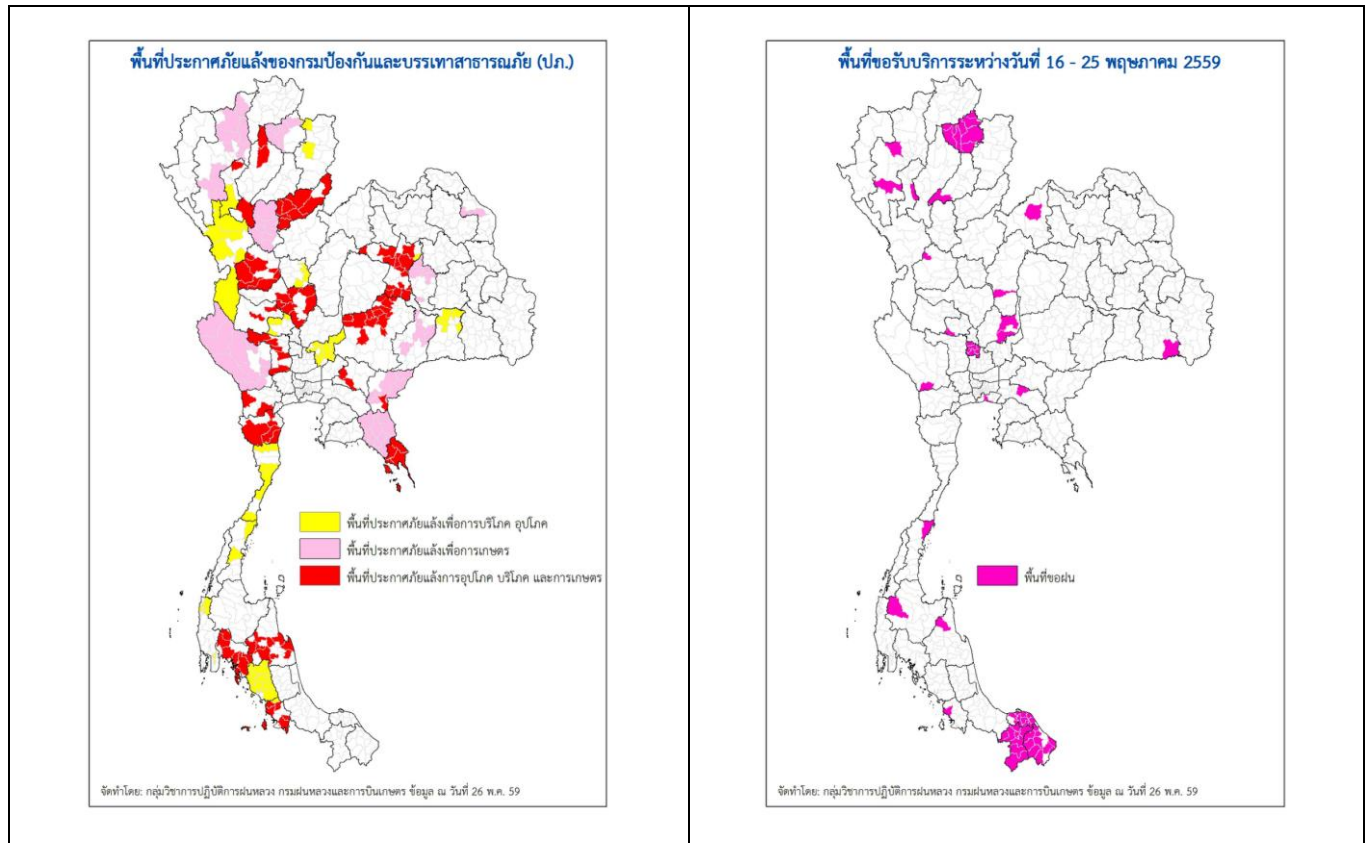 พื้นที่ประกาศภัยแล้งของกรมป้องกันและบรรเทาสาธารณภัย (ปภ.)
พื้นที่ประกาศภัยแล้งเพื่อการบริโภค อุปโภค
พื้นที่ประกาศภัยแล้งเพื่อการเกษตร
พื้นที่ประกาศภัยแล้งการอุปโภค บริโภค และการเกษตร
จัดทำโดย: กลุ่มวิชาการปฏิบัติการฝนหลวง กรมฝนหลวงและการบินเกษตร ข้อมูล ณ วันที่ 26 พ.ค. 59
พื้นที่ขอรับบริการระหว่างวันที่ 16 - 25 พฤษภาคม 2559
พื้นที่ขอฝน
จัดทำโดย: กลุ่มวิชาการปฏิบัติการฝนหลวง กรมฝนหลวงและการบินเกษตร ข้อมูล ณ วันที่ 26 พ.ค. 59